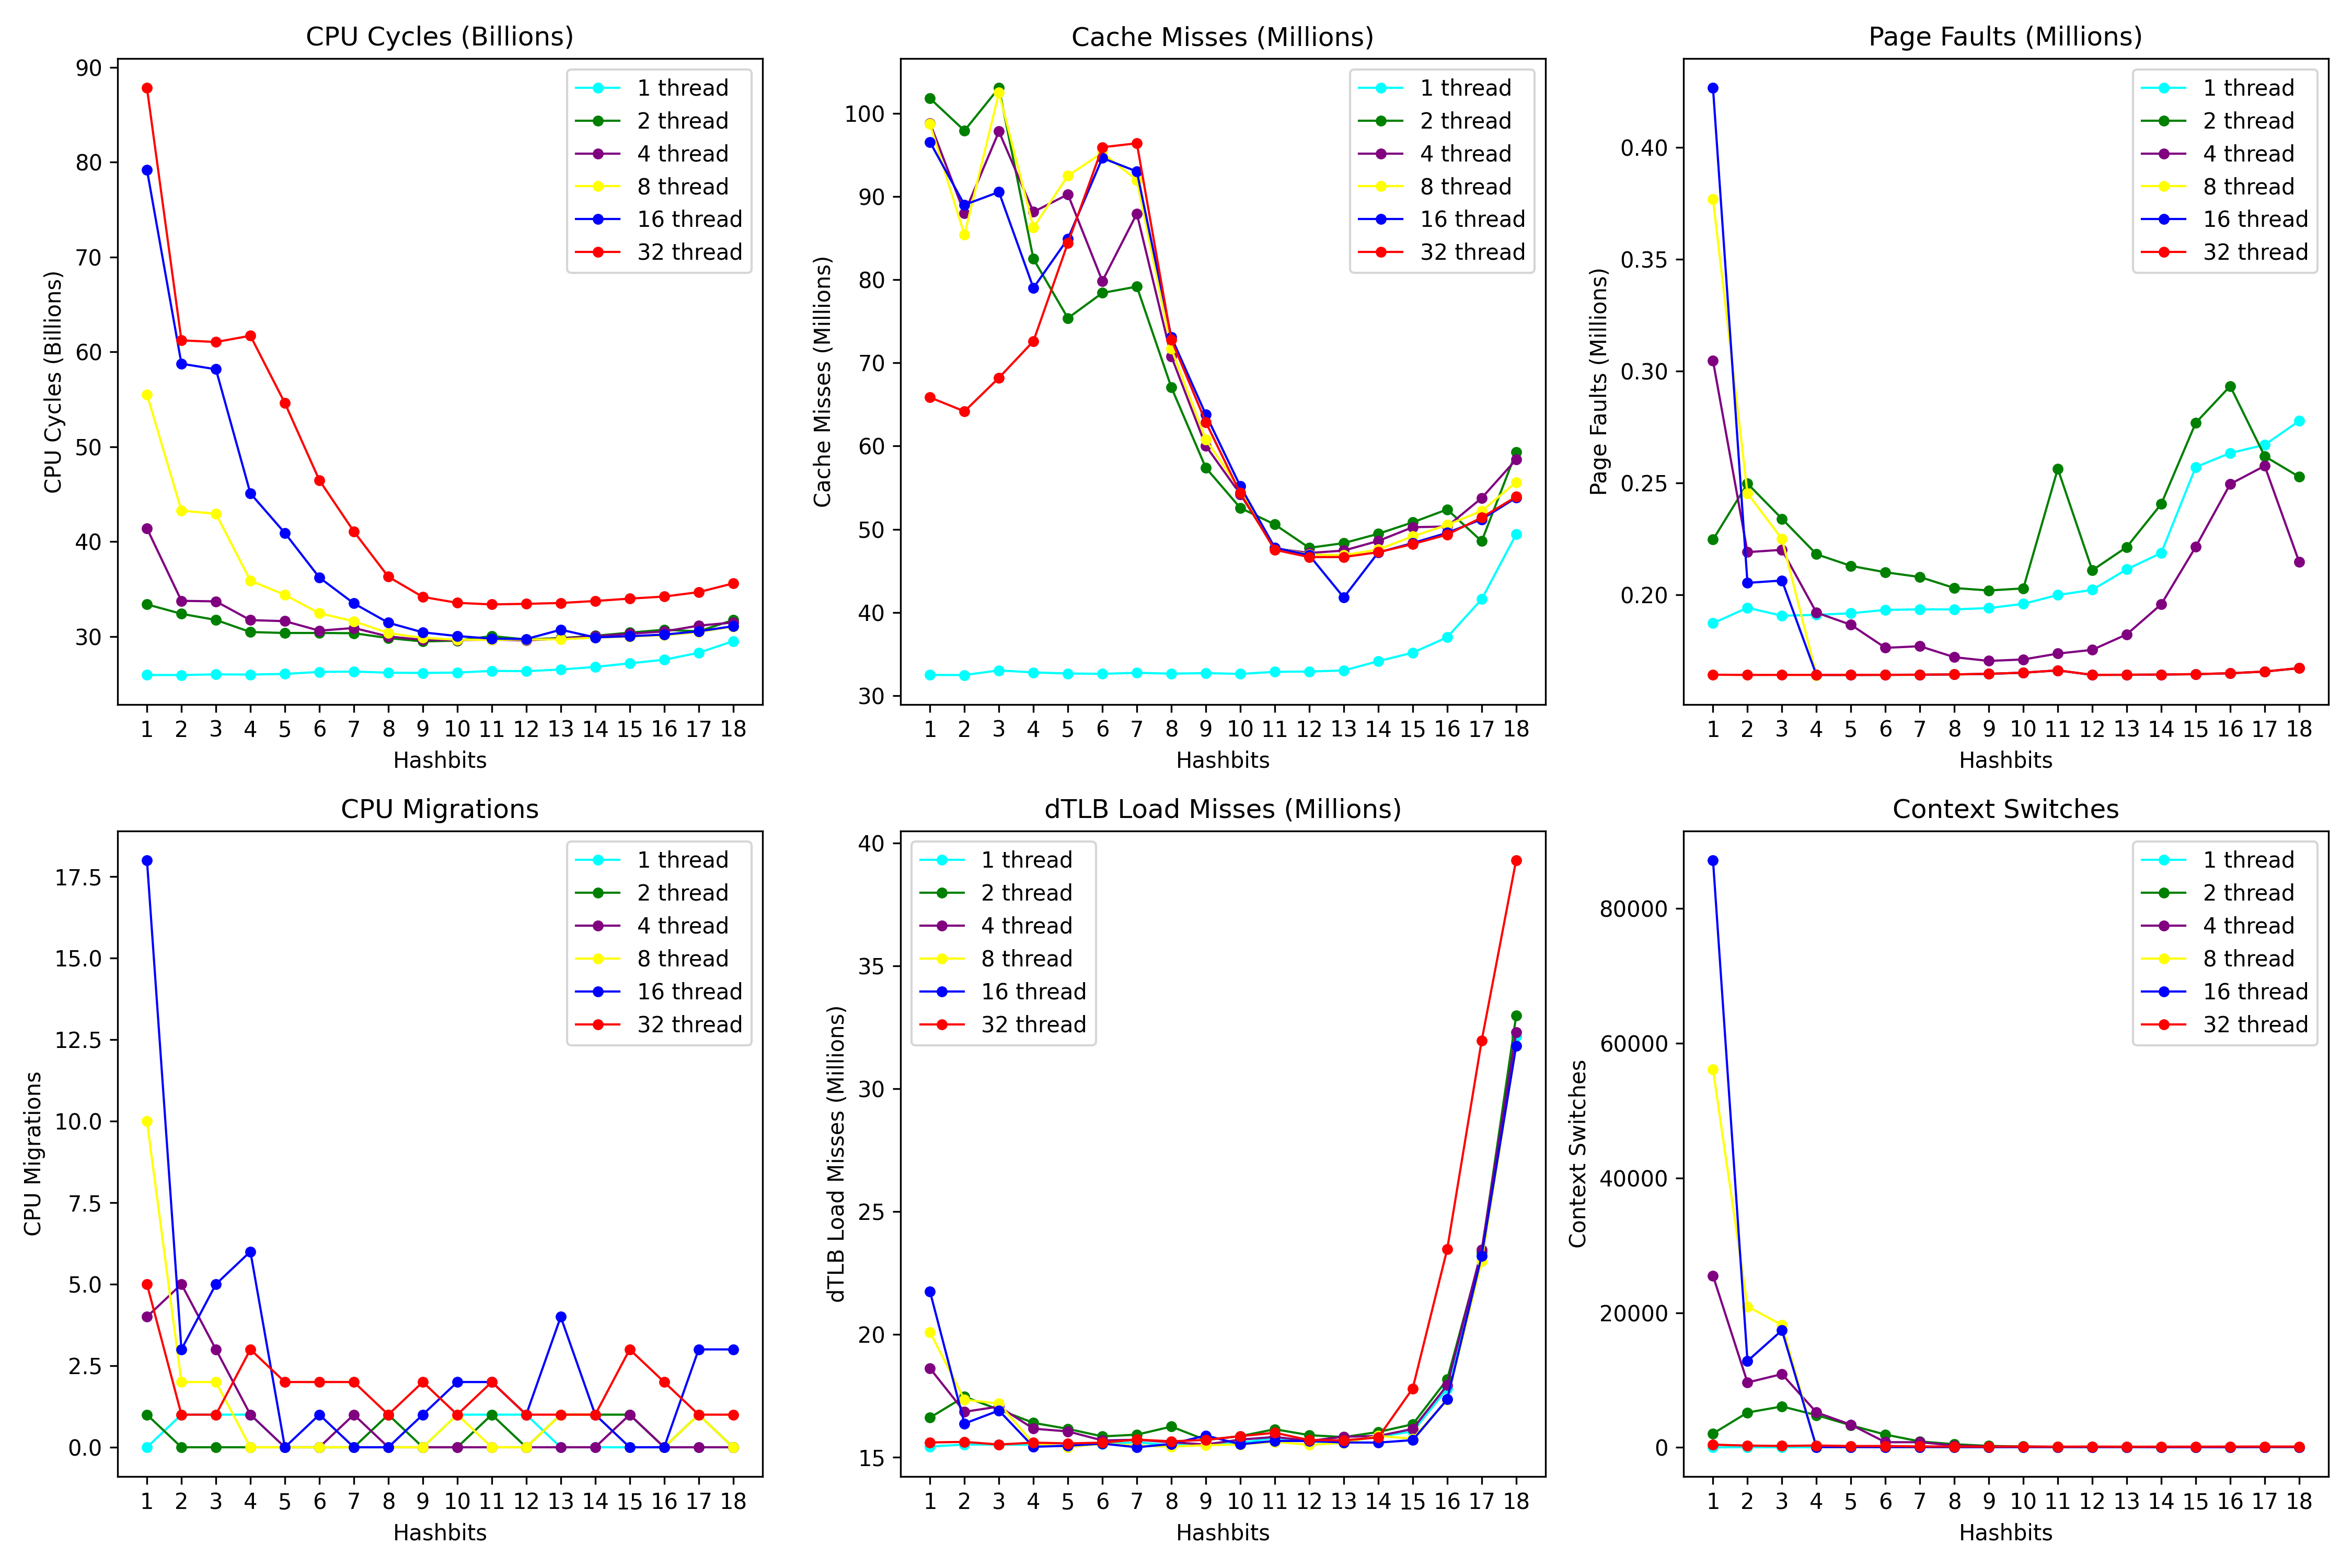 CPU Cycles (Billions)
CPU Cycles (Billions)
90
80
70
60
50
40
30
1 thread
2 thread
4 thread
8 thread
16 thread
32 thread
1 2 3 4 5 6 7 8 9 10 11 12 13 14 15 16 17 18
Hashbits
Cache Misses (Millions)
Cache Misses (Millions)
100
90
80
70
60
50
40
30
1 thread
2 thread
4 thread
8 thread
16 thread
32 thread
1 2 3 4 5 6 7 8 9 10 11 12 13 14 15 16 17 18
Hashbits
Page Faults (Millions)
Page Faults (Millions)
0.40
0.35
0.30
0.25
0.20
1 thread
2 thread
4 thread
8 thread
16 thread
32 thread
1 2 3 4 5 6 7 8 9 10 11 12 13 14 15 16 17 18
Hashbits
CPU Migrations
CPU Migrations
17.5
15.0
12.5
10.0
7.5
5.0
2.5
0.0
1 thread
2 thread
4 thread
8 thread
16 thread
32 thread
1 2 3 4 5 6 7 8 9 10 11 12 13 14 15 16 17 18
Hashbits
dTLB Load Misses (Millions)
dTLB Load Misses (Millions)
40
35
30
25
20
15
1 thread
2 thread
4 thread
8 thread
16 thread
32 thread
1 2 3 4 5 6 7 8 9 10 11 12 13 14 15 16 17 18
Hashbits
Context Switches
Context Switches
80000
60000
40000
20000
0
1 thread
2 thread
4 thread
8 thread
16 thread
32 thread
1 2 3 4 5 6 7 8 9 10 11 12 13 14 15 16 17 18
Hashbits